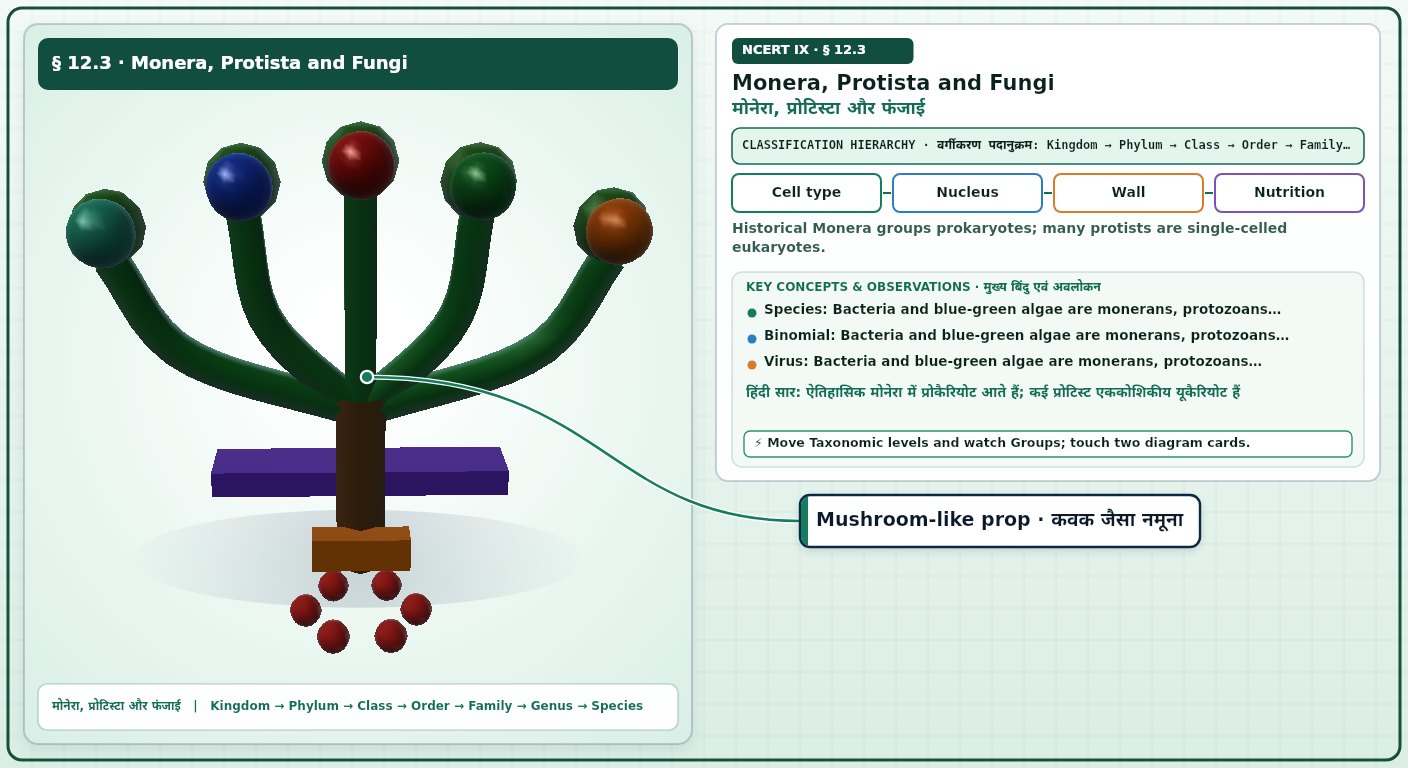 § 12.3 · Monera, Protista and Fungi
मोनेरा, प्रोटिस्टा और फंजाई | Kingdom → Phylum → Class → Order → Family → Genus → Species
NCERT IX · § 12.3
Monera, Protista and Fungi
मोनेरा, प्रोटिस्टा और फंजाई
CLASSIFICATION HIERARCHY · वर्गीकरण पदानुक्रम: Kingdom → Phylum → Class → Order → Family…
Cell type
Nucleus
Wall
Nutrition
Historical Monera groups prokaryotes; many protists are single-celled
eukaryotes.
KEY CONCEPTS & OBSERVATIONS · मुख्य बिंदु एवं अवलोकन
Species: Bacteria and blue-green algae are monerans, protozoans…
Binomial: Bacteria and blue-green algae are monerans, protozoans…
Virus: Bacteria and blue-green algae are monerans, protozoans…
हिंदी सार: ऐतिहासिक मोनेरा में प्रोकैरियोट आते हैं; कई प्रोटिस्ट एककोशिकीय यूकैरियोट हैं
⚡ Move Taxonomic levels and watch Groups; touch two diagram cards.
Mushroom-like prop · कवक जैसा नमूना